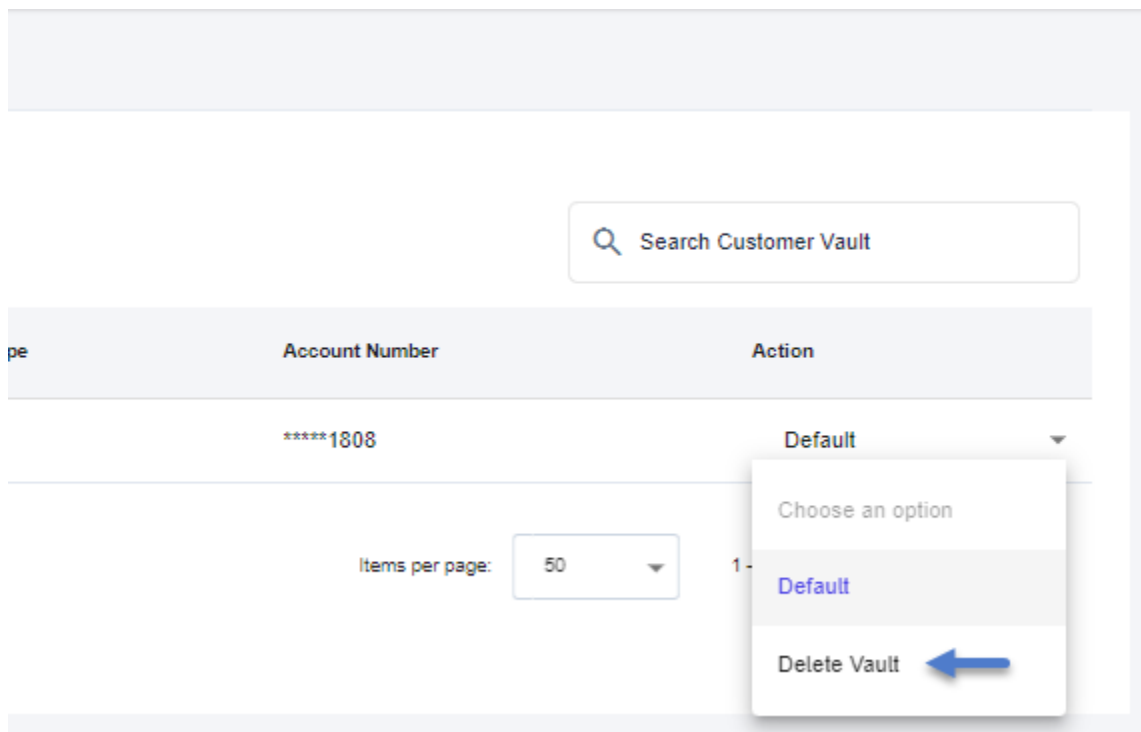 Search Customer Vault
pe Account Number Action
*****1808 Default
Choose an option
Items per page: 50 1 -
Default
Delete Vault